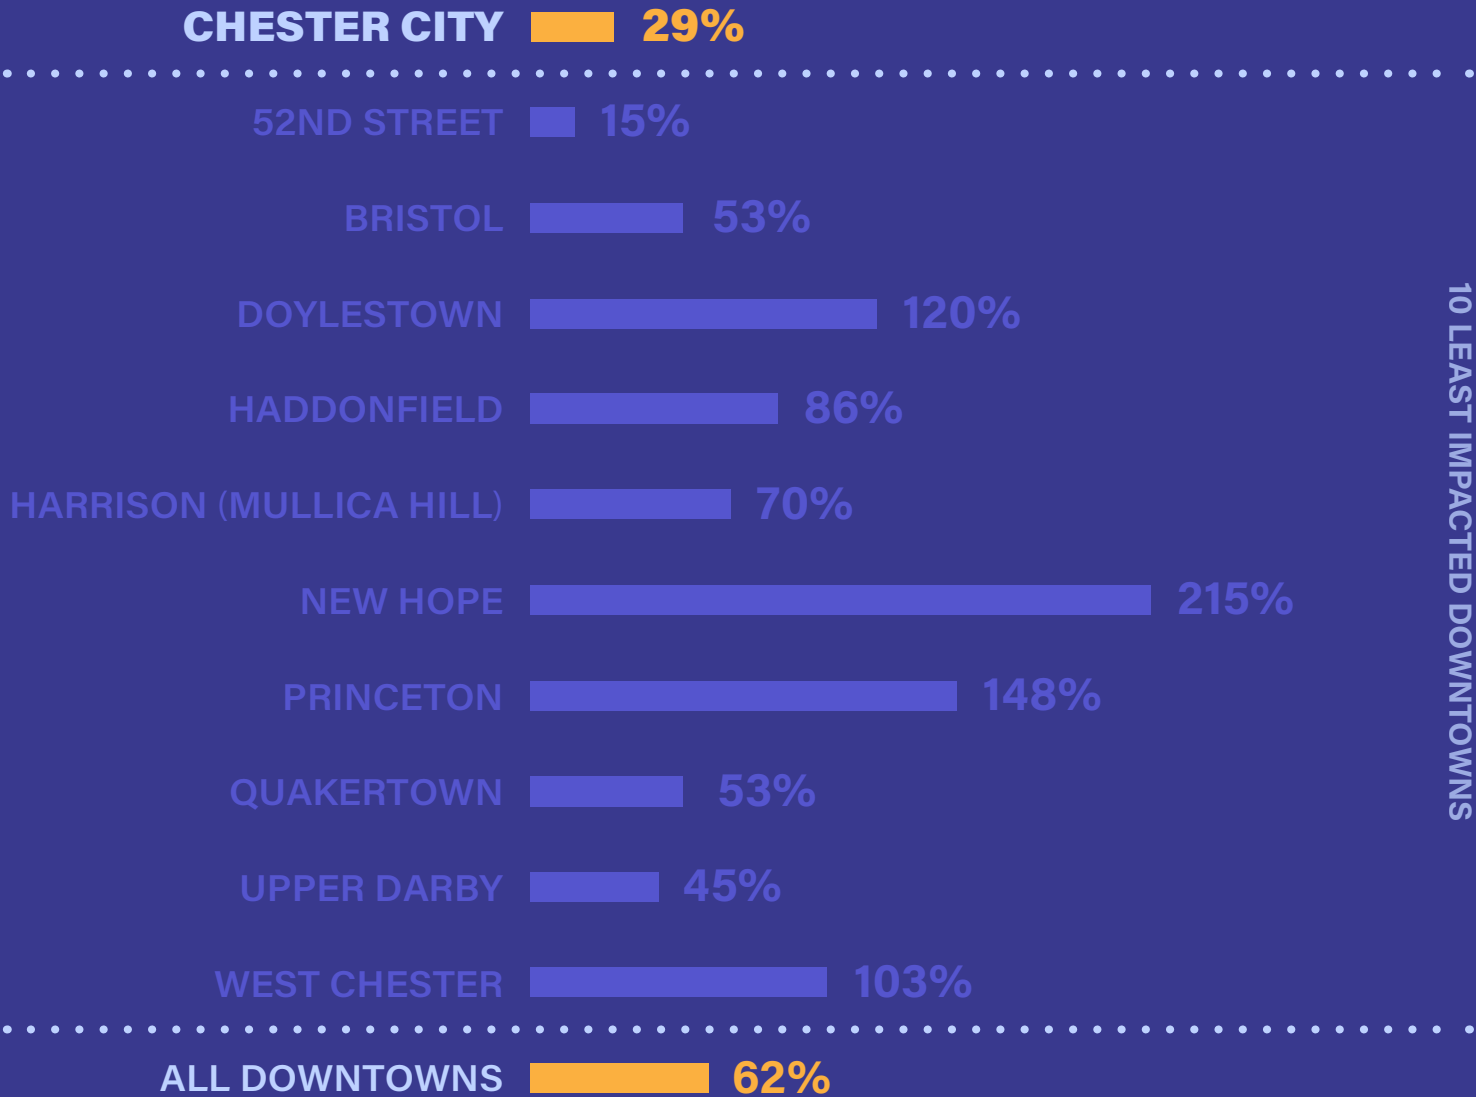 CHESTER CITY 29%
52ND STREET 15%
BRISTOL 53%
DOYLESTOWN 120%
HADDONFIELD 86%
HARRISON (MULLICA HILL) 70%
NEW HOPE 215%
PRINCETON 148%
QUAKERTOWN 53%
UPPER DARBY 45%
WEST CHESTER 103%
10 LEAST IMPACTED DOWNTOWNS
ALL DOWNTOWNS 62%